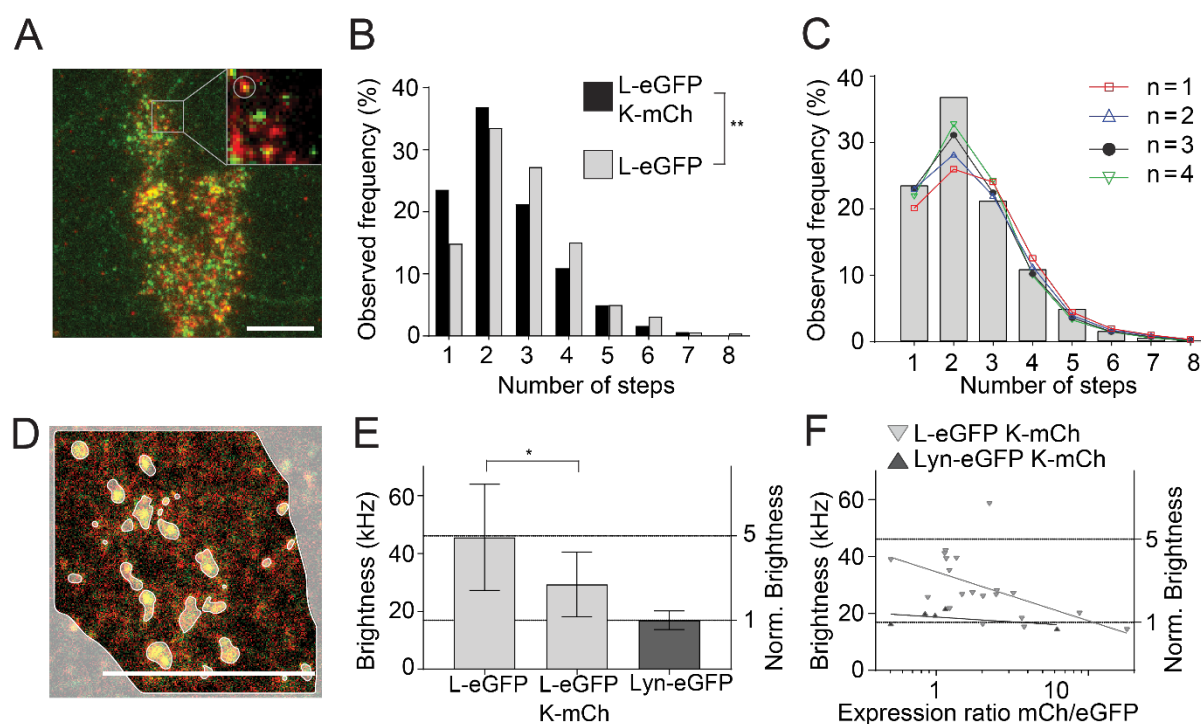 A
B
C
Observed frequency (%)
40
30
20
10
0
1 2 3 4 5 6 7 8
Number of steps
L-eGFP
K-mCh
L-eGFP
**
Observed frequency (%)
40
30
20
10
0
1 2 3 4 5 6 7 8
Number of steps
n = 1
n = 2
n = 3
n = 4
D
E
F
Brightness (kHz)
60
40
20
0
*
5
1
Norm. Brightness
L-eGFP
L-eGFP
K-mCh
Lyn-eGFP
L-eGFP K-mCh
Lyn-eGFP K-mCh
Brightness (kHz)
60
40
20
0
5
1
Norm. Brightness
1 10
Expression ratio mCh/eGFP